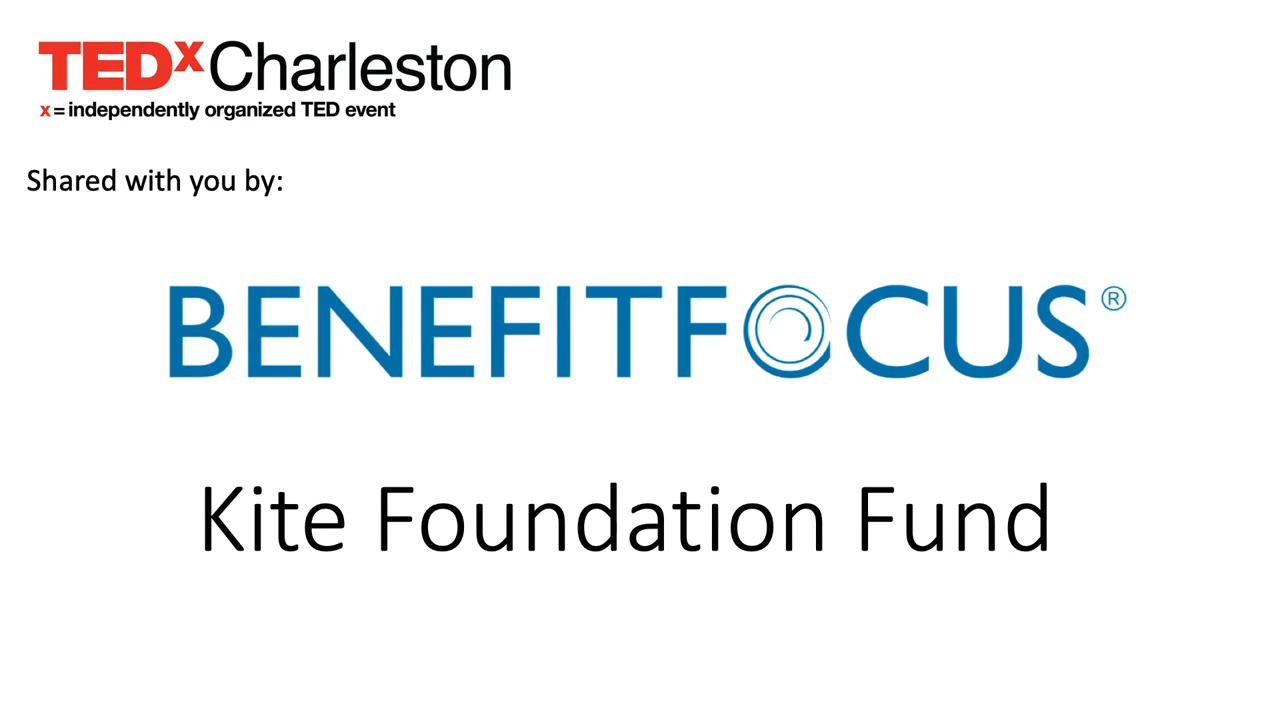 TEDxCharleston
x = independently organized TED event
Shared with you by:
BENEFITFOCUS®
Kite Foundation Fund